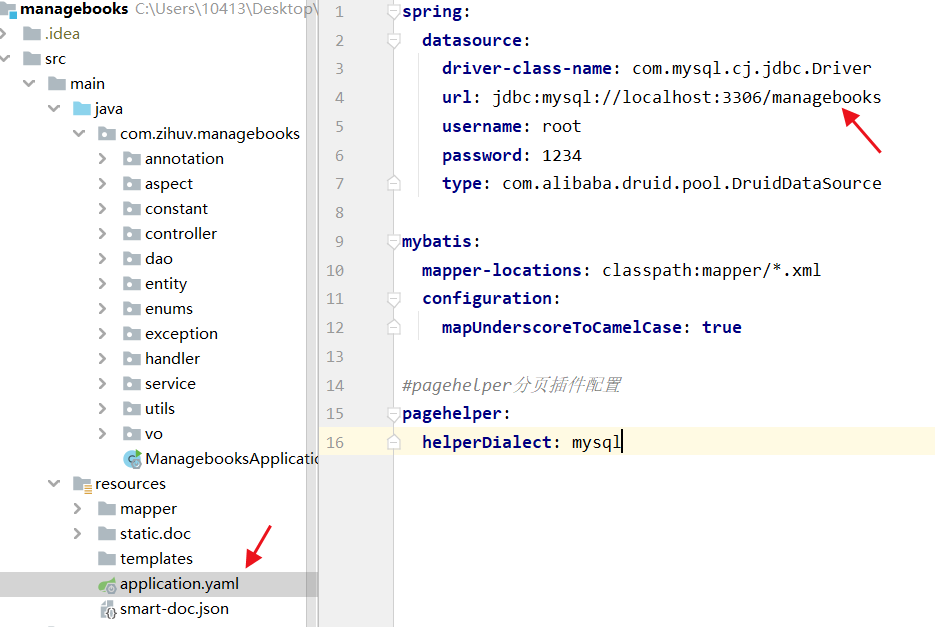 managebooks C:\Users\10413\Desktop\
.idea
src
main
java
com.zihuv.managebooks
annotation
aspect
constant
controller
dao
entity
enums
exception
handler
service
utils
vo
ManagebooksApplicatio
resources
mapper
static.doc
templates
application.yaml
smart-doc.json
1 spring:
2 datasource:
3 driver-class-name: com.mysql.cj.jdbc.Driver
4 url: jdbc:mysql://localhost:3306/managebooks
5 username: root
6 password: 1234
7 type: com.alibaba.druid.pool.DruidDataSource
8
9 mybatis:
10 mapper-locations: classpath:mapper/*.xml
11 configuration:
12 mapUnderscoreToCamelCase: true
13
14 #pagehelper分页插件配置
15 pagehelper:
16 helperDialect: mysql